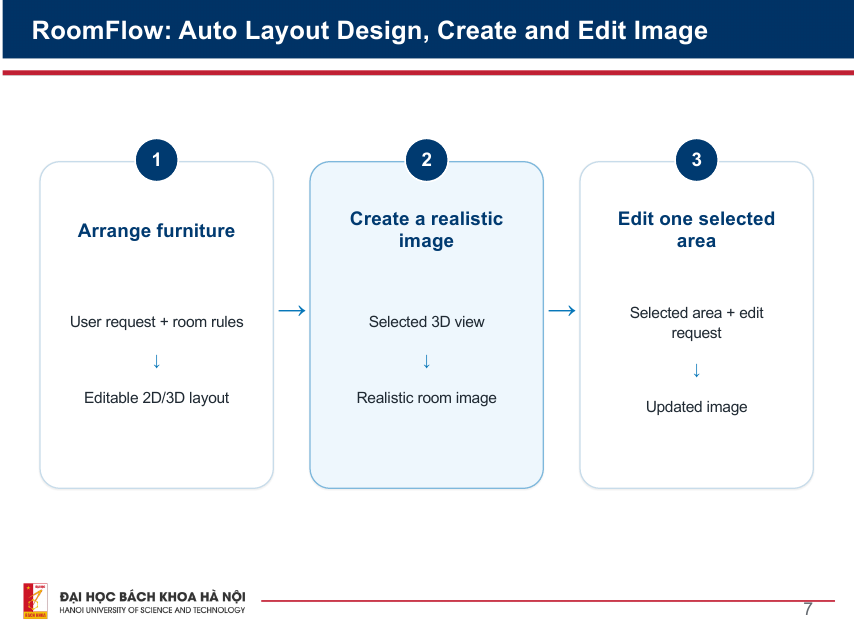 RoomFlow: Auto Layout Design, Create and Edit Image
1
Arrange furniture
User request + room rules
↓
Editable 2D/3D layout
→
2
Create a realistic
image
Selected 3D view
↓
Realistic room image
→
3
Edit one selected
area
Selected area + edit
request
↓
Updated image
ĐẠI HỌC BÁCH KHOA HÀ NỘI
HANOI UNIVERSITY OF SCIENCE AND TECHNOLOGY
7